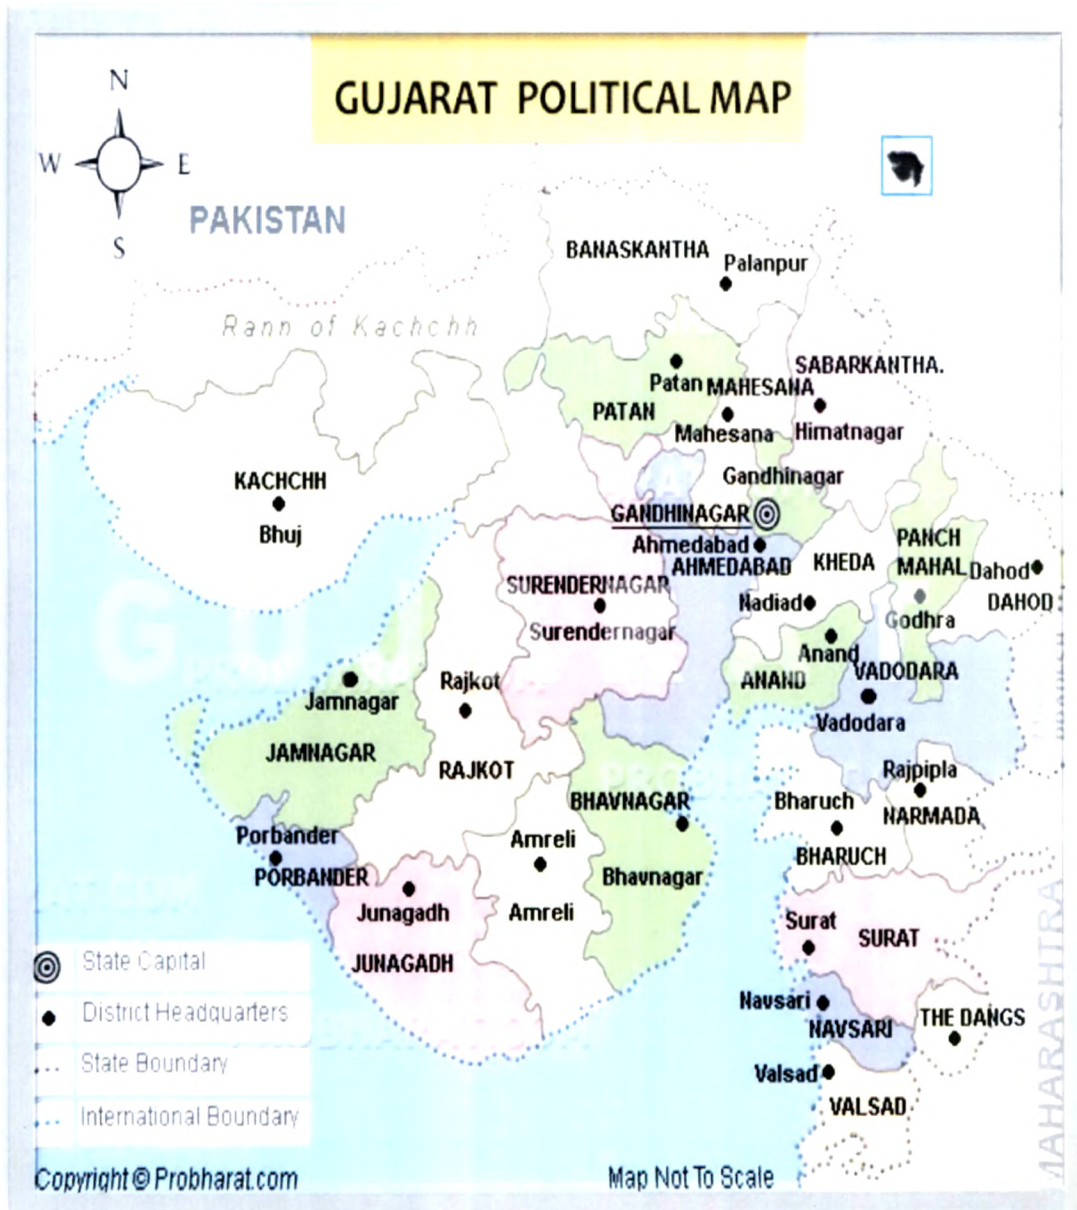 GUJARAT POLITICAL MAP
N
W
E
S
PAKISTAN
BANASKANTHA
Palanpur
Rann of Kachchh
SABARKANTHA.
Patan
MAHESANA
PATAN
Mahesana
Himatnagar
KACHCHH
Bhuj
Gandhinagar
GANDHINAGAR
Ahmedabad
AHMEDABAD
KHEDA
PANCH
MAHAL
Dahod
DAHOD
SURENDERNAGAR
Surendernagar
Nadiad
Godhra
Anand
ANAND
VADODARA
Vadodara
Jamnagar
JAMNAGAR
Rajkot
RAJKOT
Rajpipla
NARMADA
BHAVNAGAR
Bhavnagar
Bharuch
BHARUCH
Porbander
PORBANDER
Amreli
Amreli
Junagadh
JUNAGADH
Surat
SURAT
Navsari
NAVSARI
THE DANGS
Valsad
VALSAD
MAHARASHTRA
State Capital
District Headquarters
State Boundary
International Boundary
Copyright © Probharat.com
Map Not To Scale